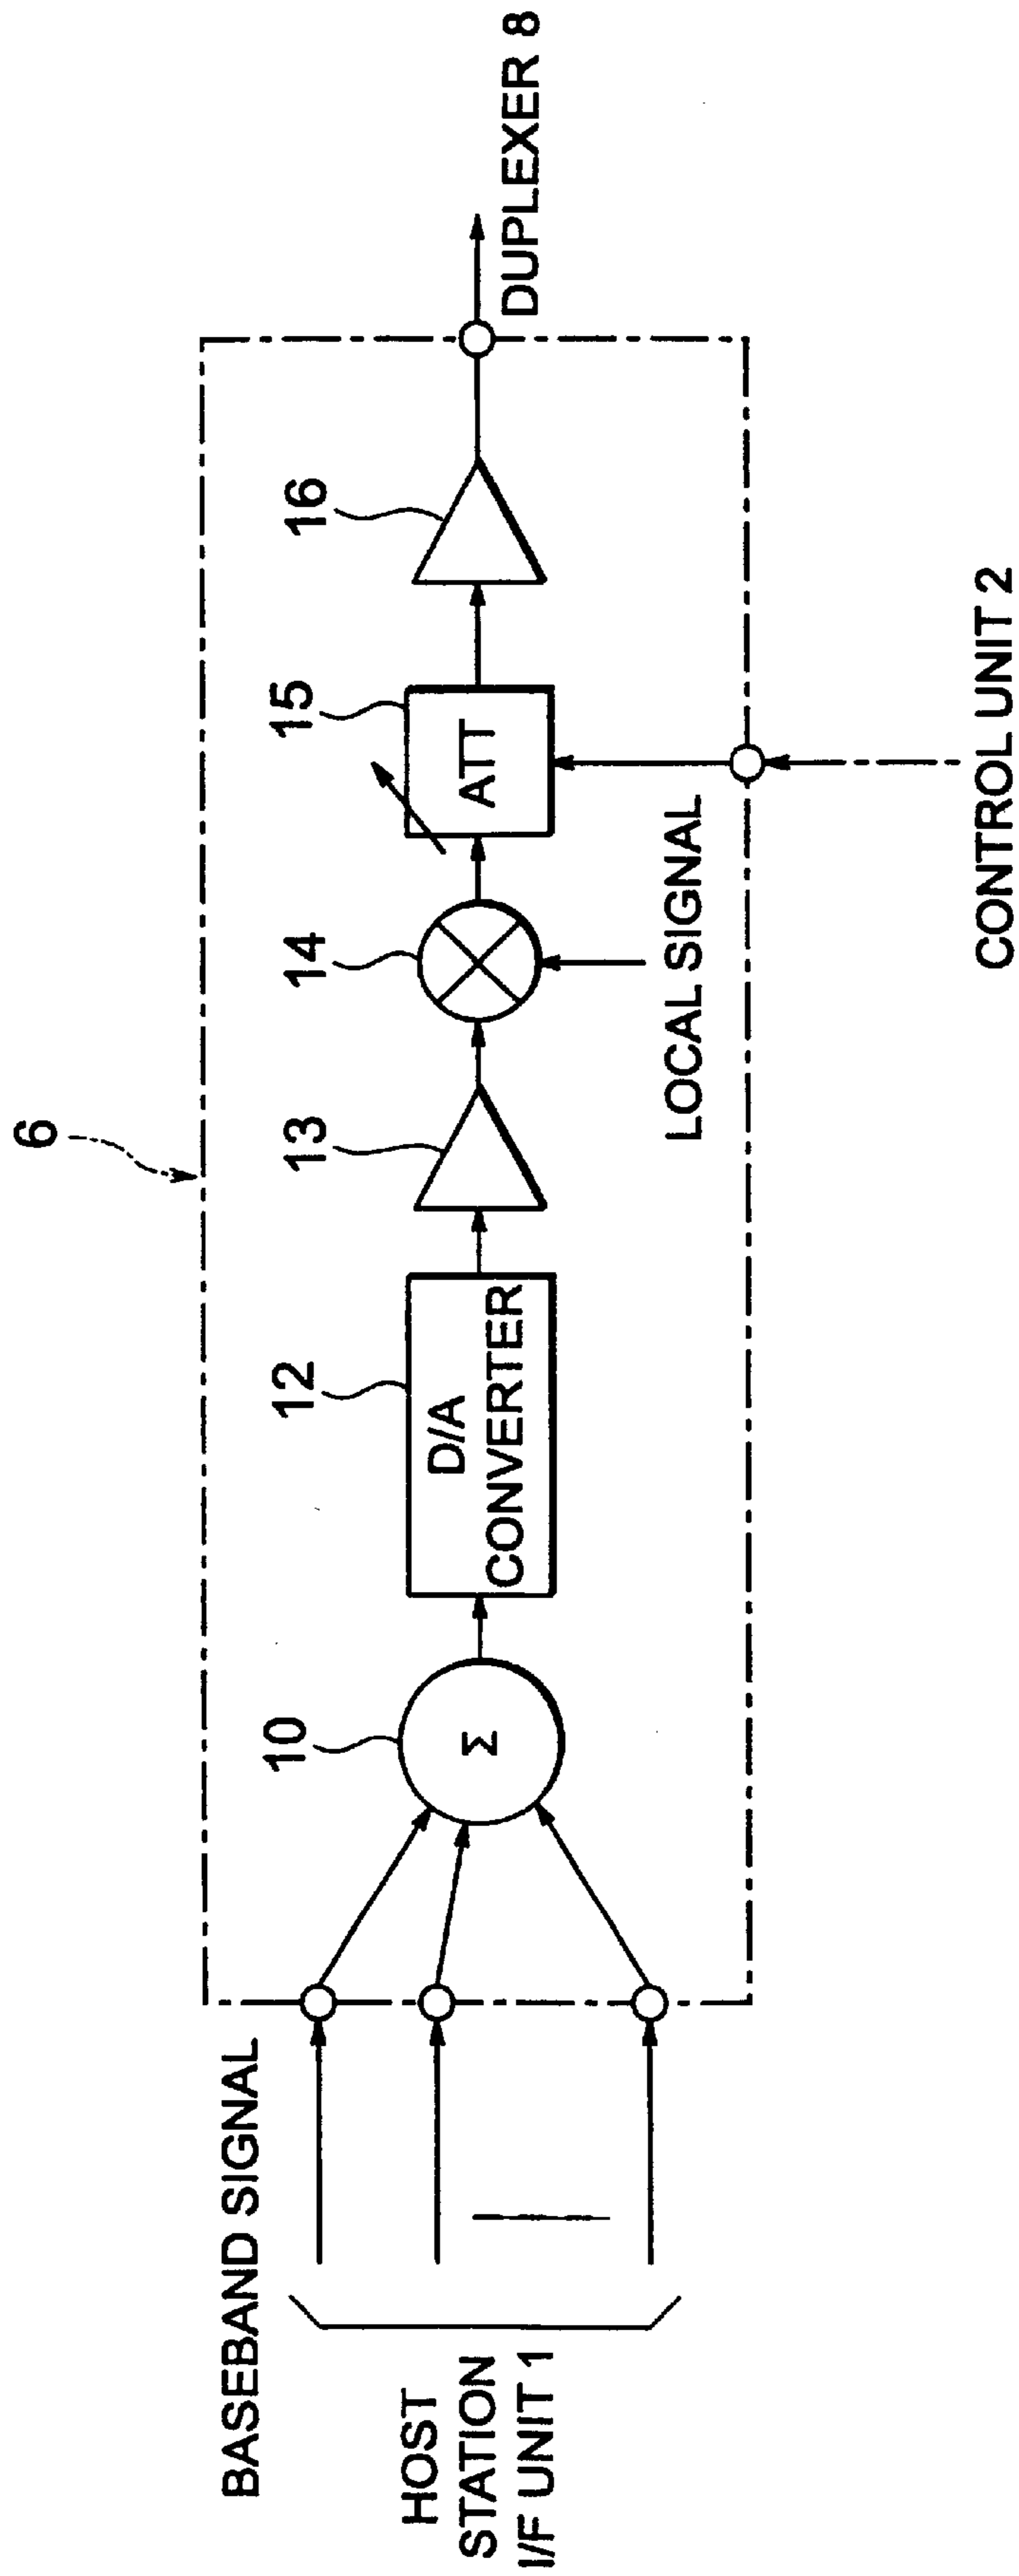 6
BASEBAND SIGNAL
HOST
STATION
I/F UNIT 1
10
Σ
12
D/A
CONVERTER
13
14
LOCAL SIGNAL
15
ATT
16
DUPLEXER 8
CONTROL UNIT 2